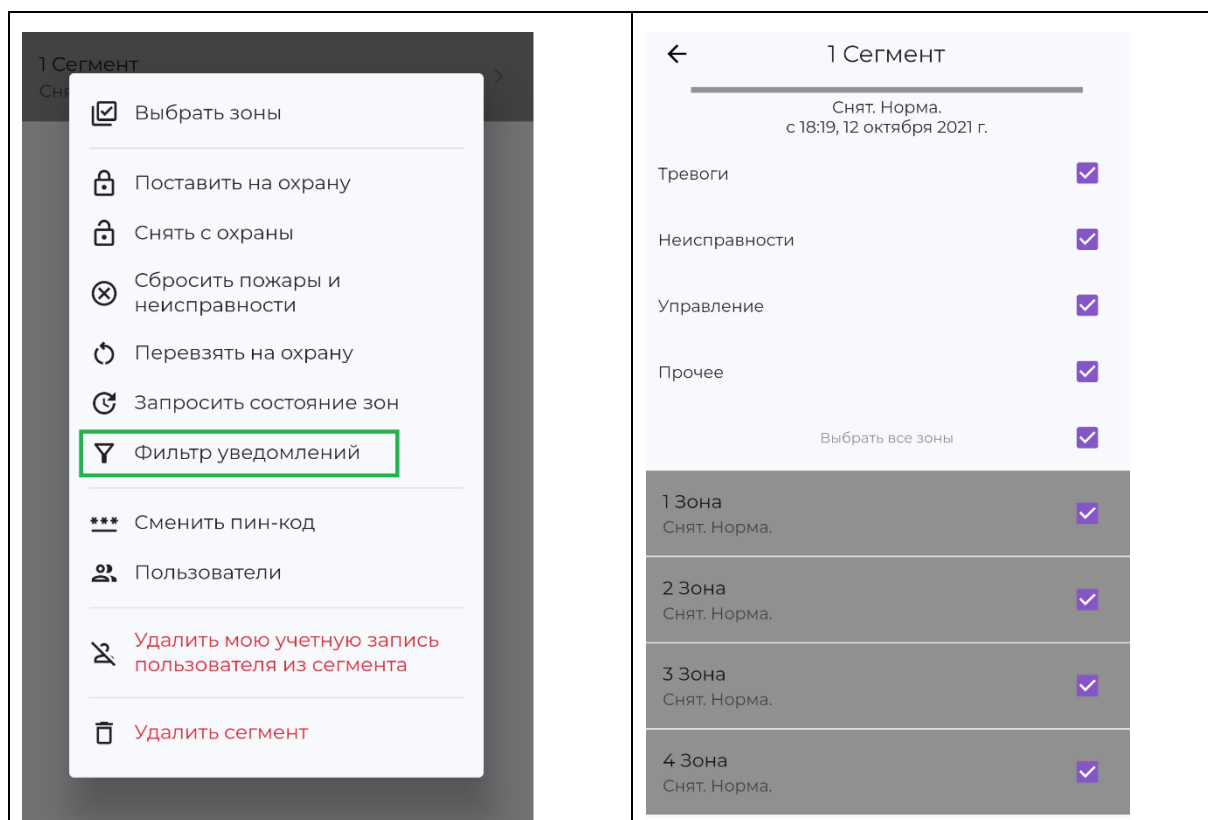 1 Сегмент
Сня
Выбрать зоны
Поставить на охрану
Снять с охраны
Сбросить пожары и
неисправности
Перевзять на охрану
Запросить состояние зон
Фильтр уведомлений
Сменить пин-код
Пользователи
Удалить мою учетную запись
пользователя из сегмента
Удалить сегмент
1 Сегмент
Снят. Норма.
с 18:19, 12 октября 2021 г.
Тревоги
Неисправности
Управление
Прочее
Выбрать все зоны
1 Зона
Снят. Норма.
2 Зона
Снят. Норма.
3 Зона
Снят. Норма.
4 Зона
Снят. Норма.